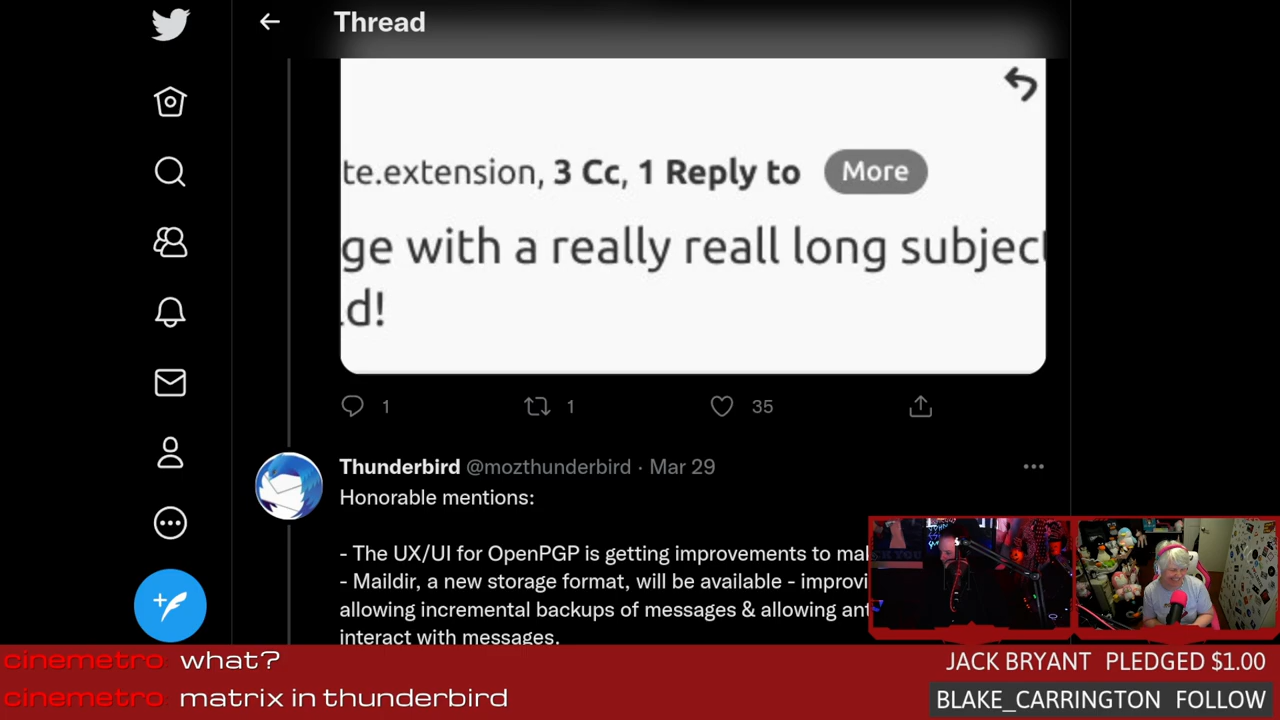 Thread
te.extension, 3 Cc, 1 Reply to More
ge with a really reall long subject
d!
1 1 35
Thunderbird @mozthunderbird · Mar 29
Honorable mentions:
- The UX/UI for OpenPGP is getting improvements to
- Maildir, a new storage format, will be available -
allowing incremental backups of messages & allowing
interact with messages.
cinemetro: what?
JACK BRYANT PLEDGED $1.00
cinemetro: matrix in thunderbird
BLAKE_CARRINGTON FOLLOW